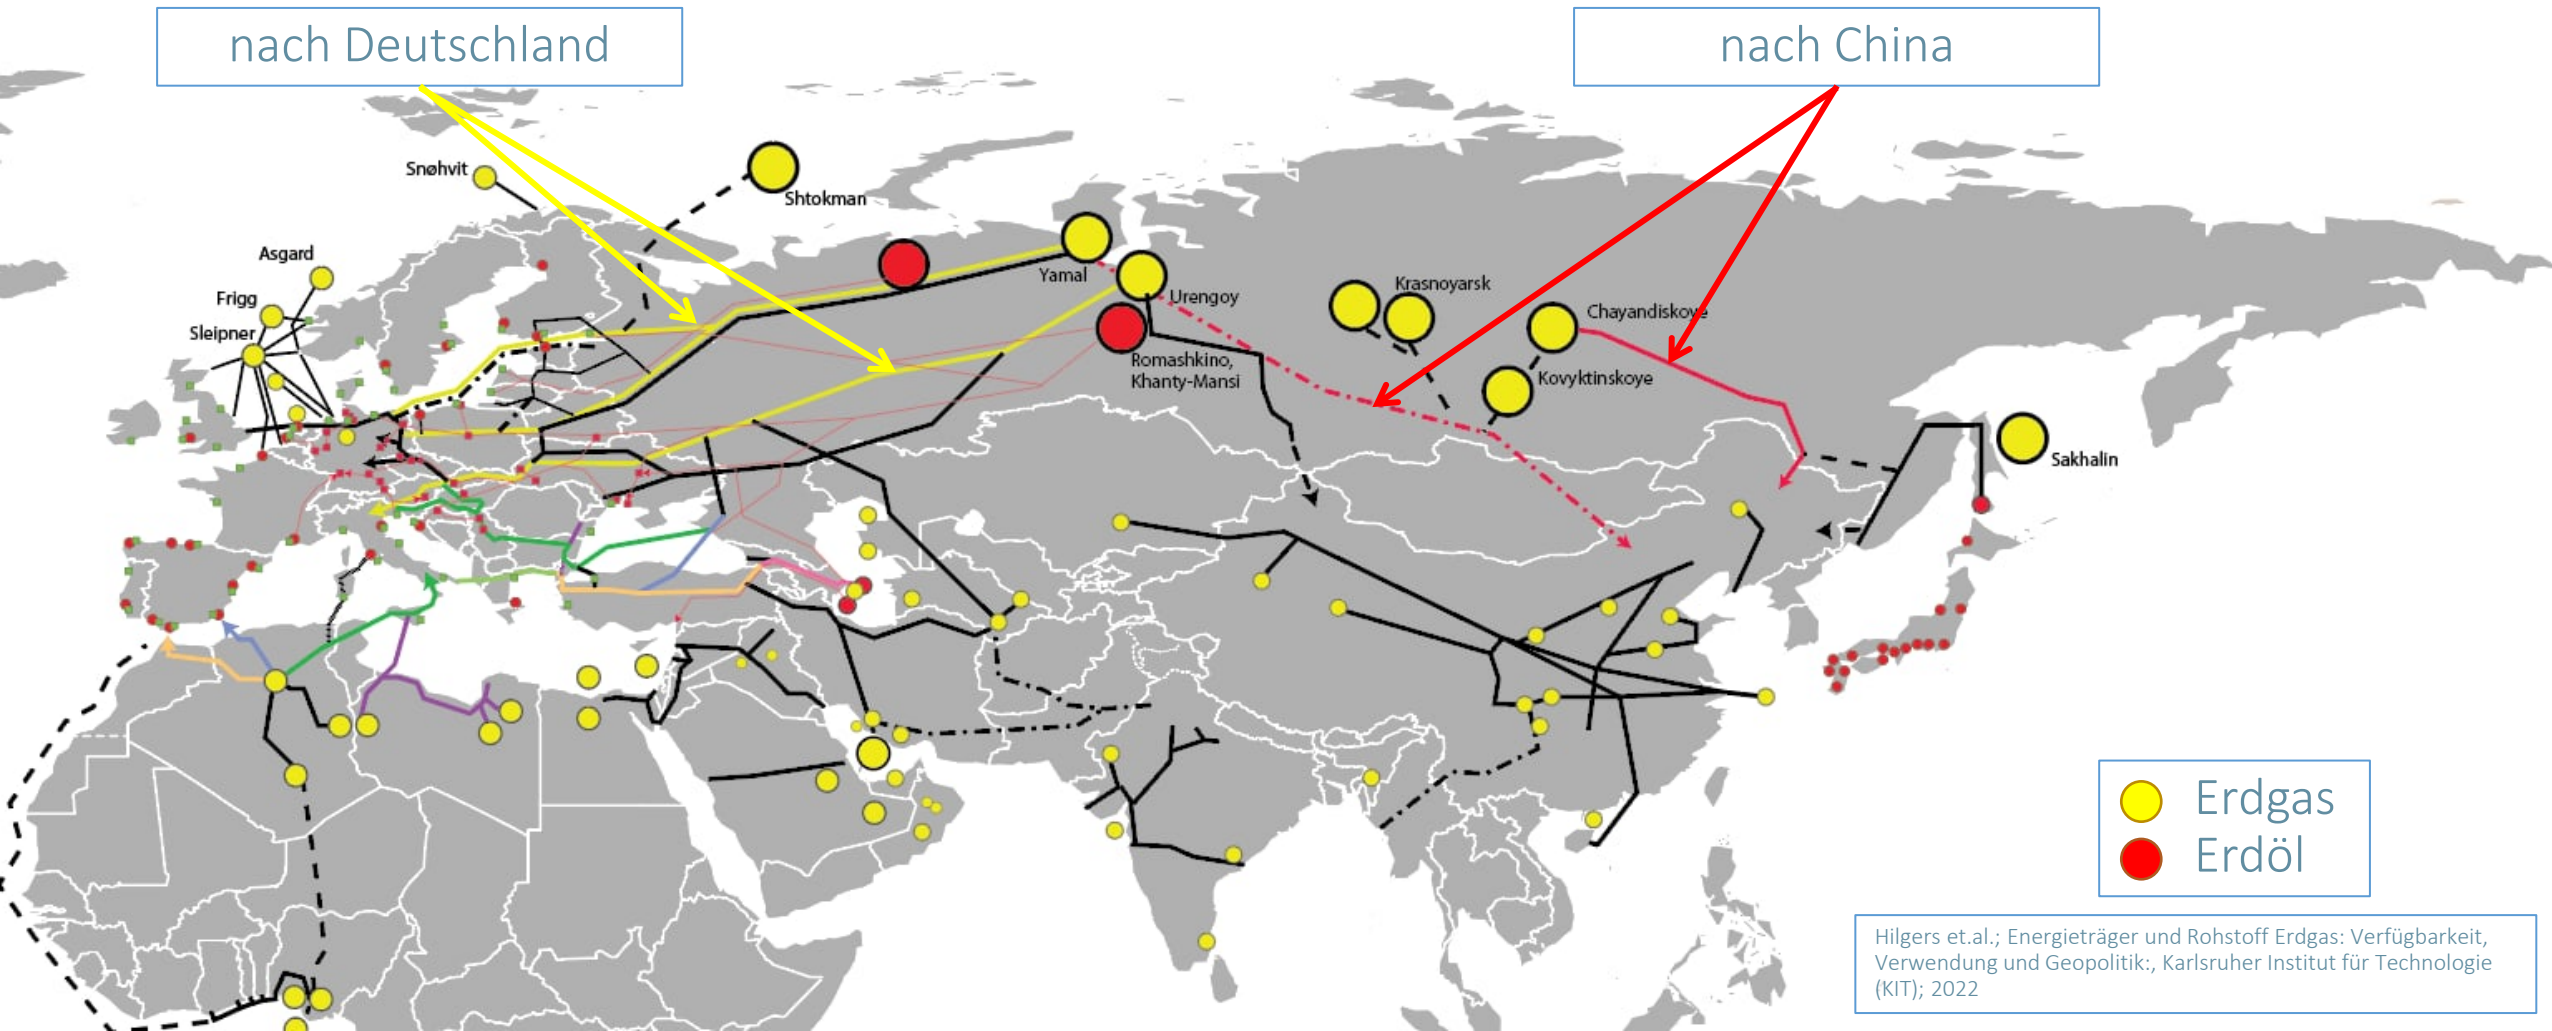 nach Deutschland
nach China
Snøhvit
Shtokman
Asgard
Yamal
Frigg
Urengoy
Krasnoyarsk
Chayandiskoye
Sleipner
Romashkino,
Khanty-Mansi
Kovyktinskoye
Sakhalin
Erdgas
Erdöl
Hilgers et.al.; Energieträger und Rohstoff Erdgas: Verfügbarkeit,
Verwendung und Geopolitik:, Karlsruher Institut für Technologie
(KIT); 2022